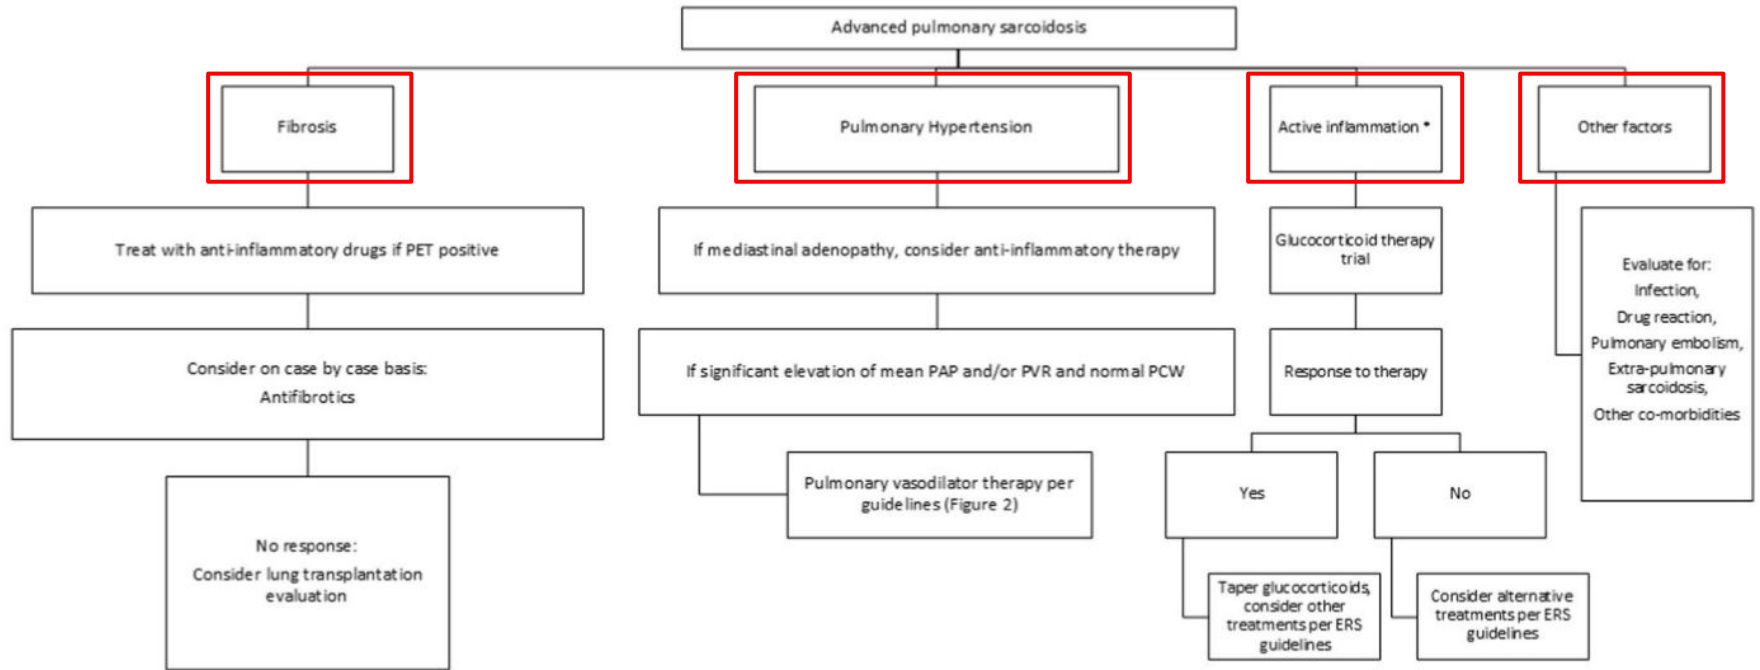 Advanced pulmonary sarcoidosis
Fibrosis
Treat with anti-inflammatory drugs if PET positive
Consider on case by case basis:
Antifibrotics
No response:
Consider lung transplantation
evaluation
Pulmonary Hypertension
If mediastinal adenopathy, consider anti-inflammatory therapy
If significant elevation of mean PAP and/or PVR and normal PCW
Pulmonary vasodilator therapy per
guidelines (Figure 2)
Active inflammation *
Glucocorticoid therapy
trial
Response to therapy
Yes
Taper glucocorticoids,
consider other
treatments per ERS
guidelines
No
Consider alternative
treatments per ERS
guidelines
Other factors
Evaluate for:
Infection,
Drug reaction,
Pulmonary embolism,
Extra-pulmonary
sarcoidosis,
Other co-morbidities